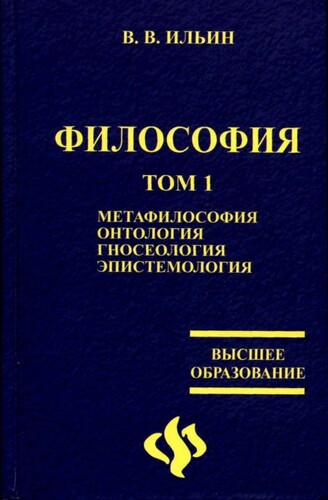 В. В. ИЛЬИН
ФИЛОСОФИЯ
ТОМ 1
МЕТАФИЛОСОФИЯ
ОНТОЛОГИЯ
ГНОСЕОЛОГИЯ
ЭПИСТЕМОЛОГИЯ
ВЫСШЕЕ
ОБРАЗОВАНИЕ